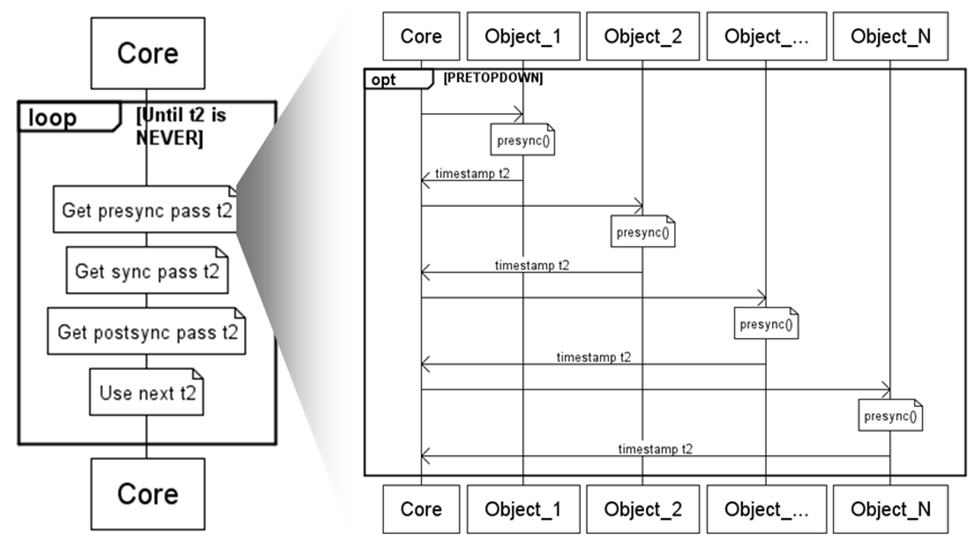 Core
loop
[Until t2 is
NEVER]
Get presync pass t2
Get sync pass t2
Get postsync pass t2
Use next t2
Core
Core
Object_1
Object_2
Object_...
Object_N
opt
[PRETOPDOWN]
presync()
timestamp t2
presync()
timestamp t2
presync()
timestamp t2
presync()
timestamp t2
Core
Object_1
Object_2
Object_...
Object_N